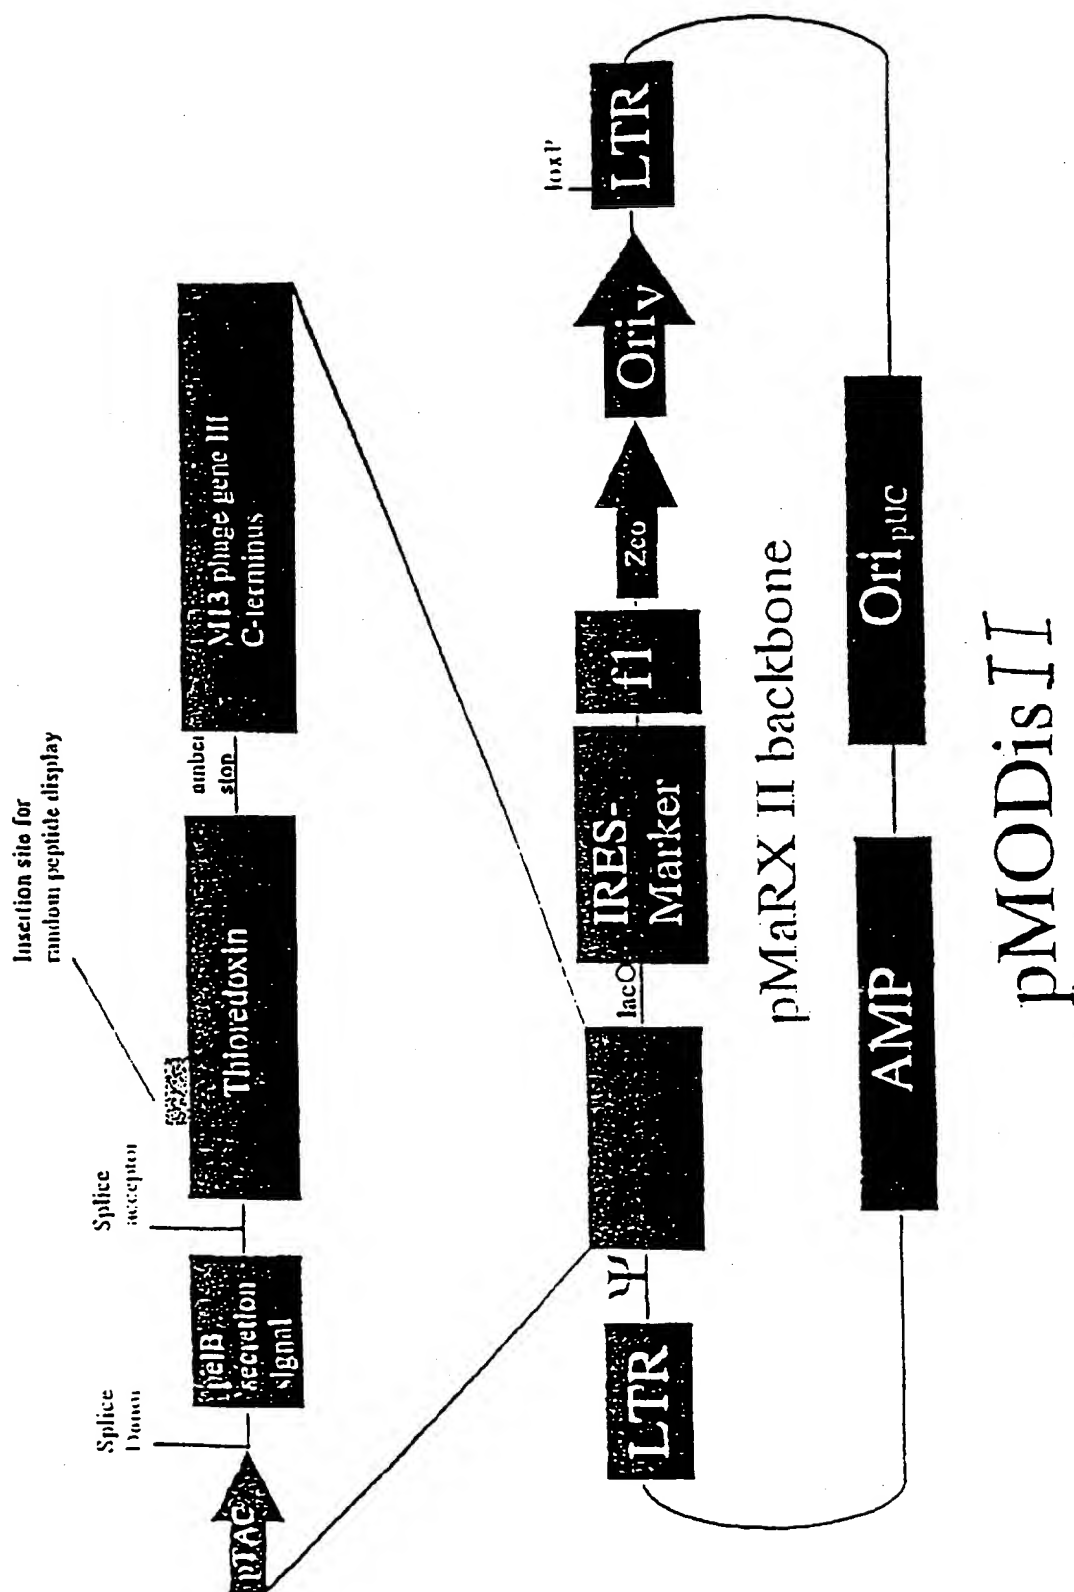 Insertion site for
random peptide display
Splice
Donor
Splice
acceptor
pTAC
pelB
secretion
signal
Thioredoxin
amber
stop
M13 phage gene III
C-terminus
loxP
LTR
Ψ
lacO
IRES-
Marker
f1
Zeo
Oriv
LTR
pMaRX II backbone
AMP
Ori pUC
pMODis II